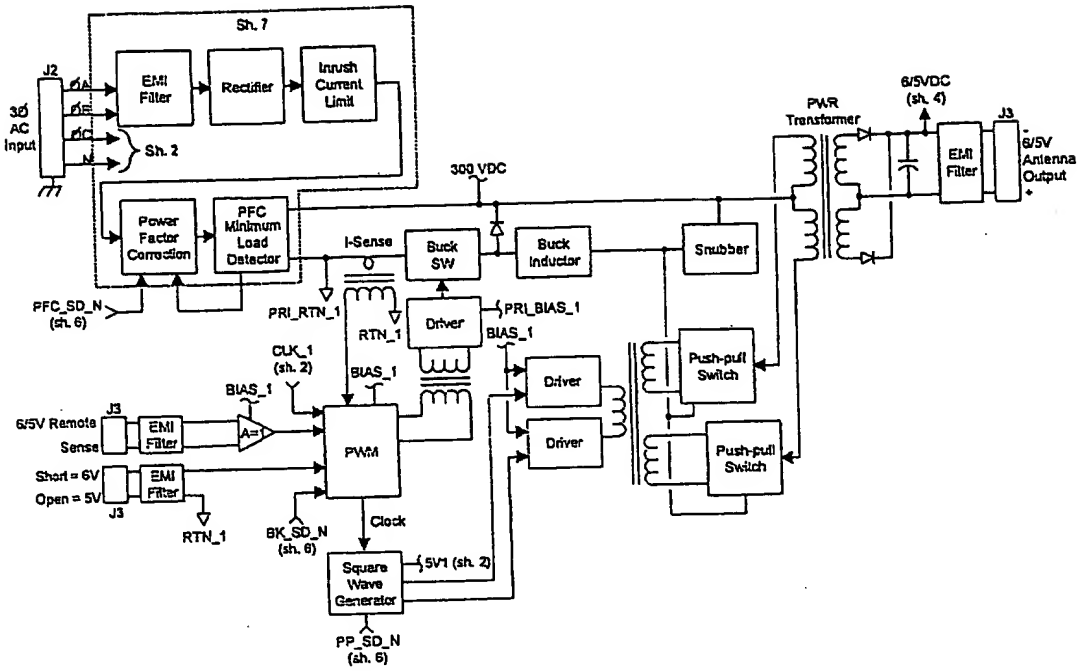 Sh. 7
J2
ØA
EMI
Filter
Rectifier
Inrush
Current
Limit
3Ø
AC
Input
ØC
N
Sh. 2
Power
Factor
Correction
PFC
Minimum
Load
Detector
PFC_SD_N
(sh. 6)
300 VDC
I-Sense
Buck
SW
Buck
Inductor
Snubber
PWR
Transformer
6/5VDC
(sh. 4)
EMI
Filter
J3
-
6/5V
Antenna
Output
+
PRI_RTN_1
RTN_1
Driver
PRI_BIAS_1
BIAS_1
CLK_1
(sh. 2)
BIAS_1
BIAS_1
Driver
Driver
Push-pull
Switch
Push-pull
Switch
J3
6/5V Remote
Sense
EMI
Filter
A=1
PWM
Short = 6V
Open = 5V
EMI
Filter
J3
RTN_1
BK_SD_N
(sh. 6)
Clock
Square
Wave
Generator
5V1 (sh. 2)
PP_SD_N
(sh. 6)